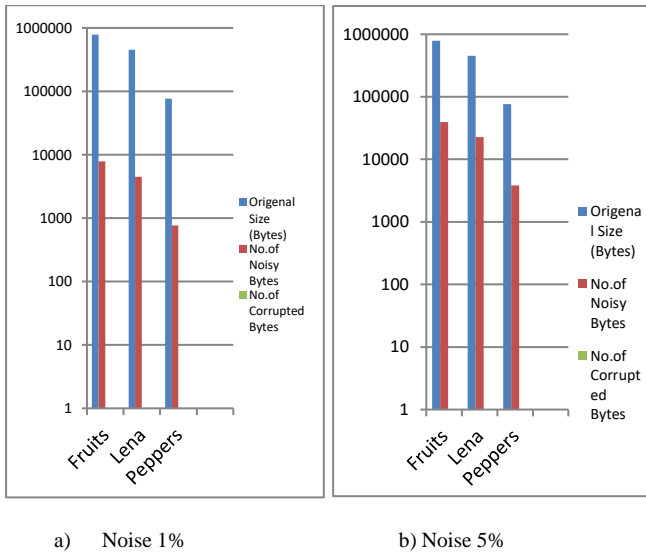 1000000
100000
10000
1000
100
10
1
Fruits
Lena
Peppers
Origenal
Size
(Bytes)
No.of
Noisy
Bytes
No.of
Corrupted
Bytes
a) Noise 1%
1000000
100000
10000
1000
100
10
1
Fruits
Lena
Peppers
Origena
l Size
(Bytes)
No.of
Noisy
Bytes
No.of
Corrupt
ed
Bytes
b) Noise 5%